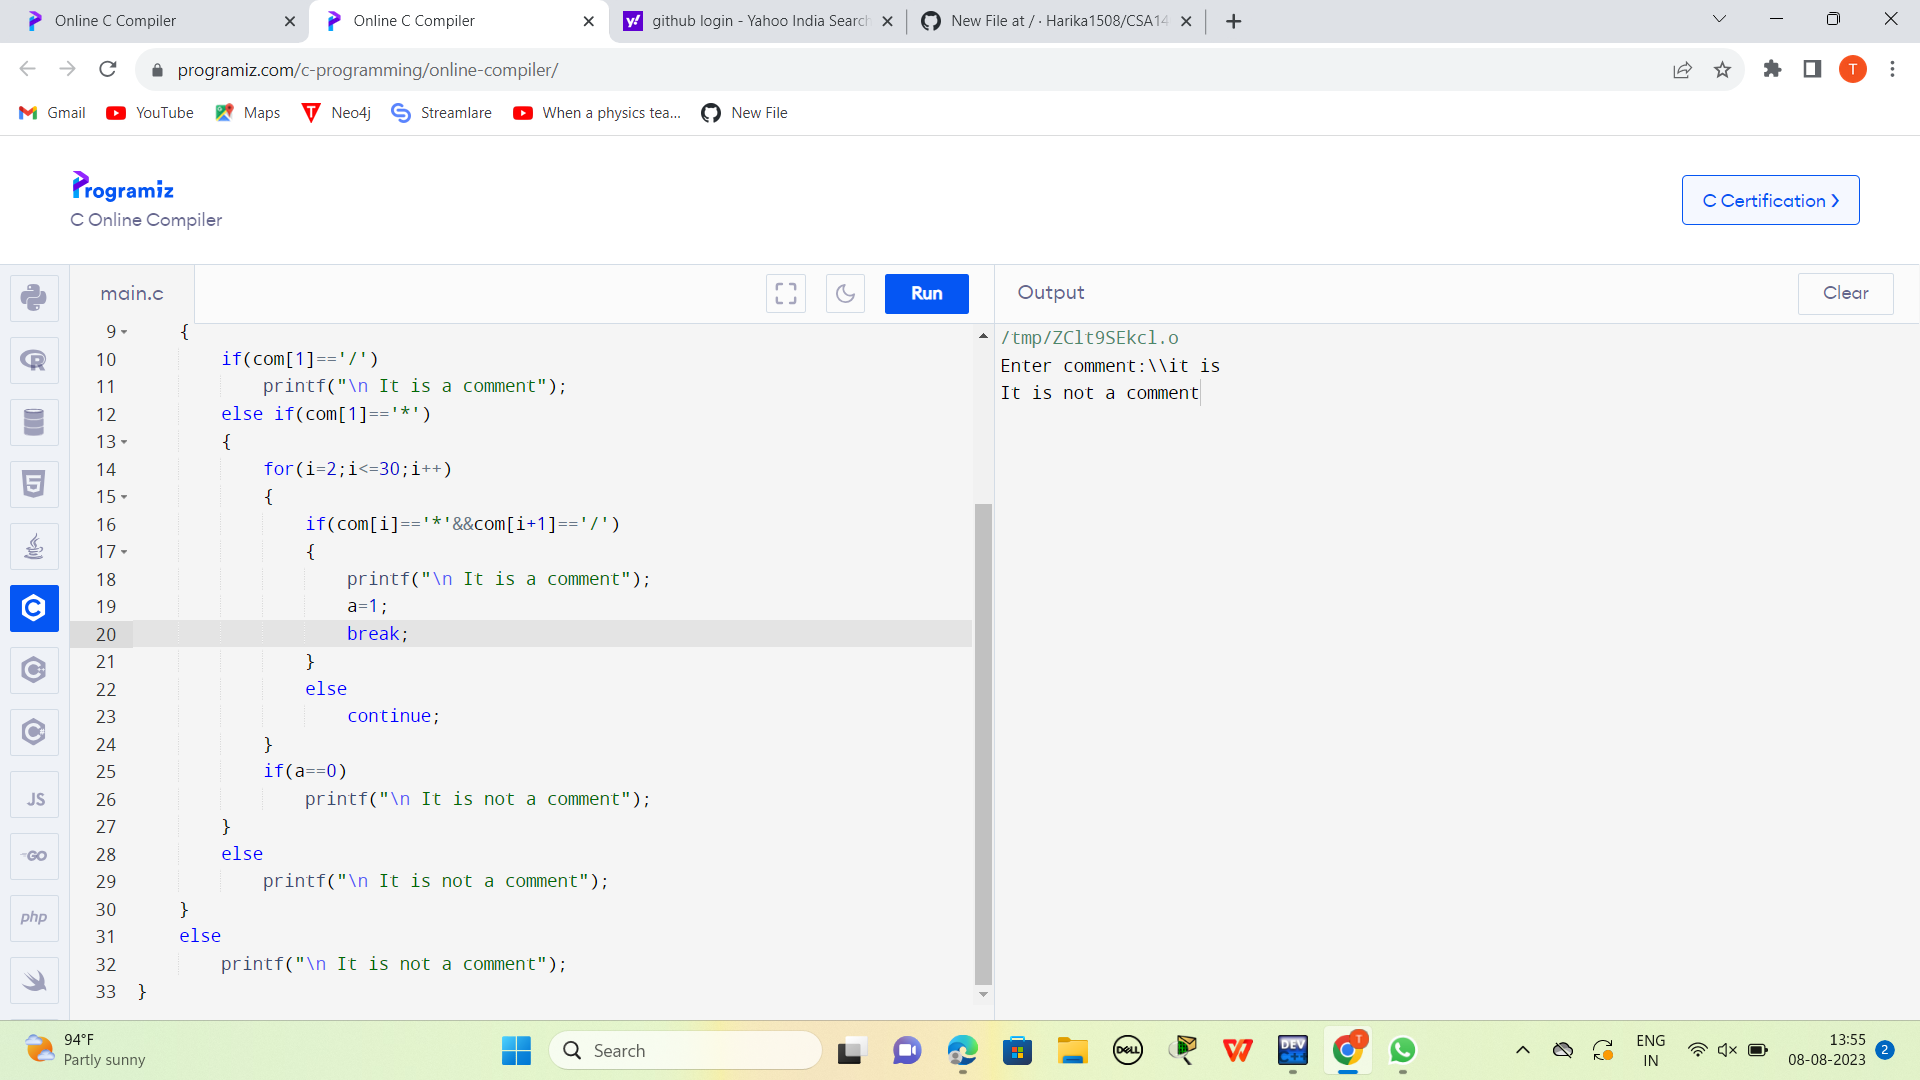 Online C Compiler
Online C Compiler
github login - Yahoo India Search
New File at / · Harika1508/CSA14
programiz.com/c-programming/online-compiler/
T
Gmail
YouTube
Maps
Neo4j
Streamlare
When a physics tea...
New File
Programiz
C Online Compiler
C Certification >
main.c
Run
Output
Clear
9 {
10 if(com[1]=='/')
11 printf("\n It is a comment");
12 else if(com[1]=='*')
13 {
14 for(i=2;i<=30;i++)
15 {
16 if(com[i]=='*'&&com[i+1]=='/')
17 {
18 printf("\n It is a comment");
19 a=1;
20 break;
21 }
22 else
23 continue;
24 }
25 if(a==0)
26 printf("\n It is not a comment");
27 }
28 else
29 printf("\n It is not a comment");
30 }
31 else
32 printf("\n It is not a comment");
33 }
/tmp/ZClt9SEkcl.o
Enter comment:\\it is
It is not a comment
JS
GO
php
94°F
Partly sunny
Search
DELL
DEV
C++
T
ENG
IN
13:55
08-08-2023
2